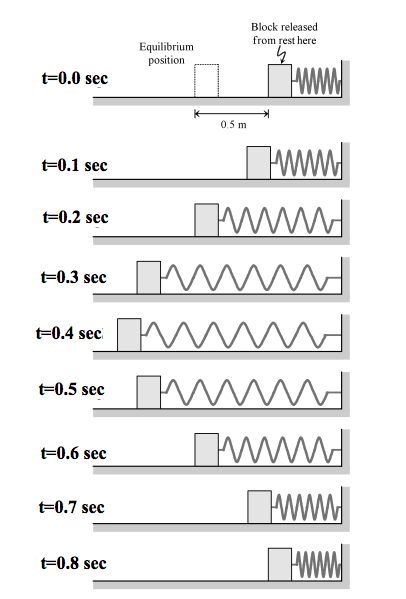 Block released
from rest here
Equilibrium
position
t=0.0 sec
0.5 m
t=0.1 sec
t=0.2 sec
t=0.3 sec
t=0.4 sec
t=0.5 sec
t=0.6 sec
t=0.7 sec
t=0.8 sec